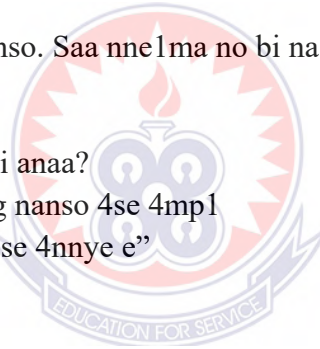 nso. Saa nne1ma no bi na
i anaa?
g nanso 4se 4mp1
se 4nnye e”
EDUCATION FOR SERVICE